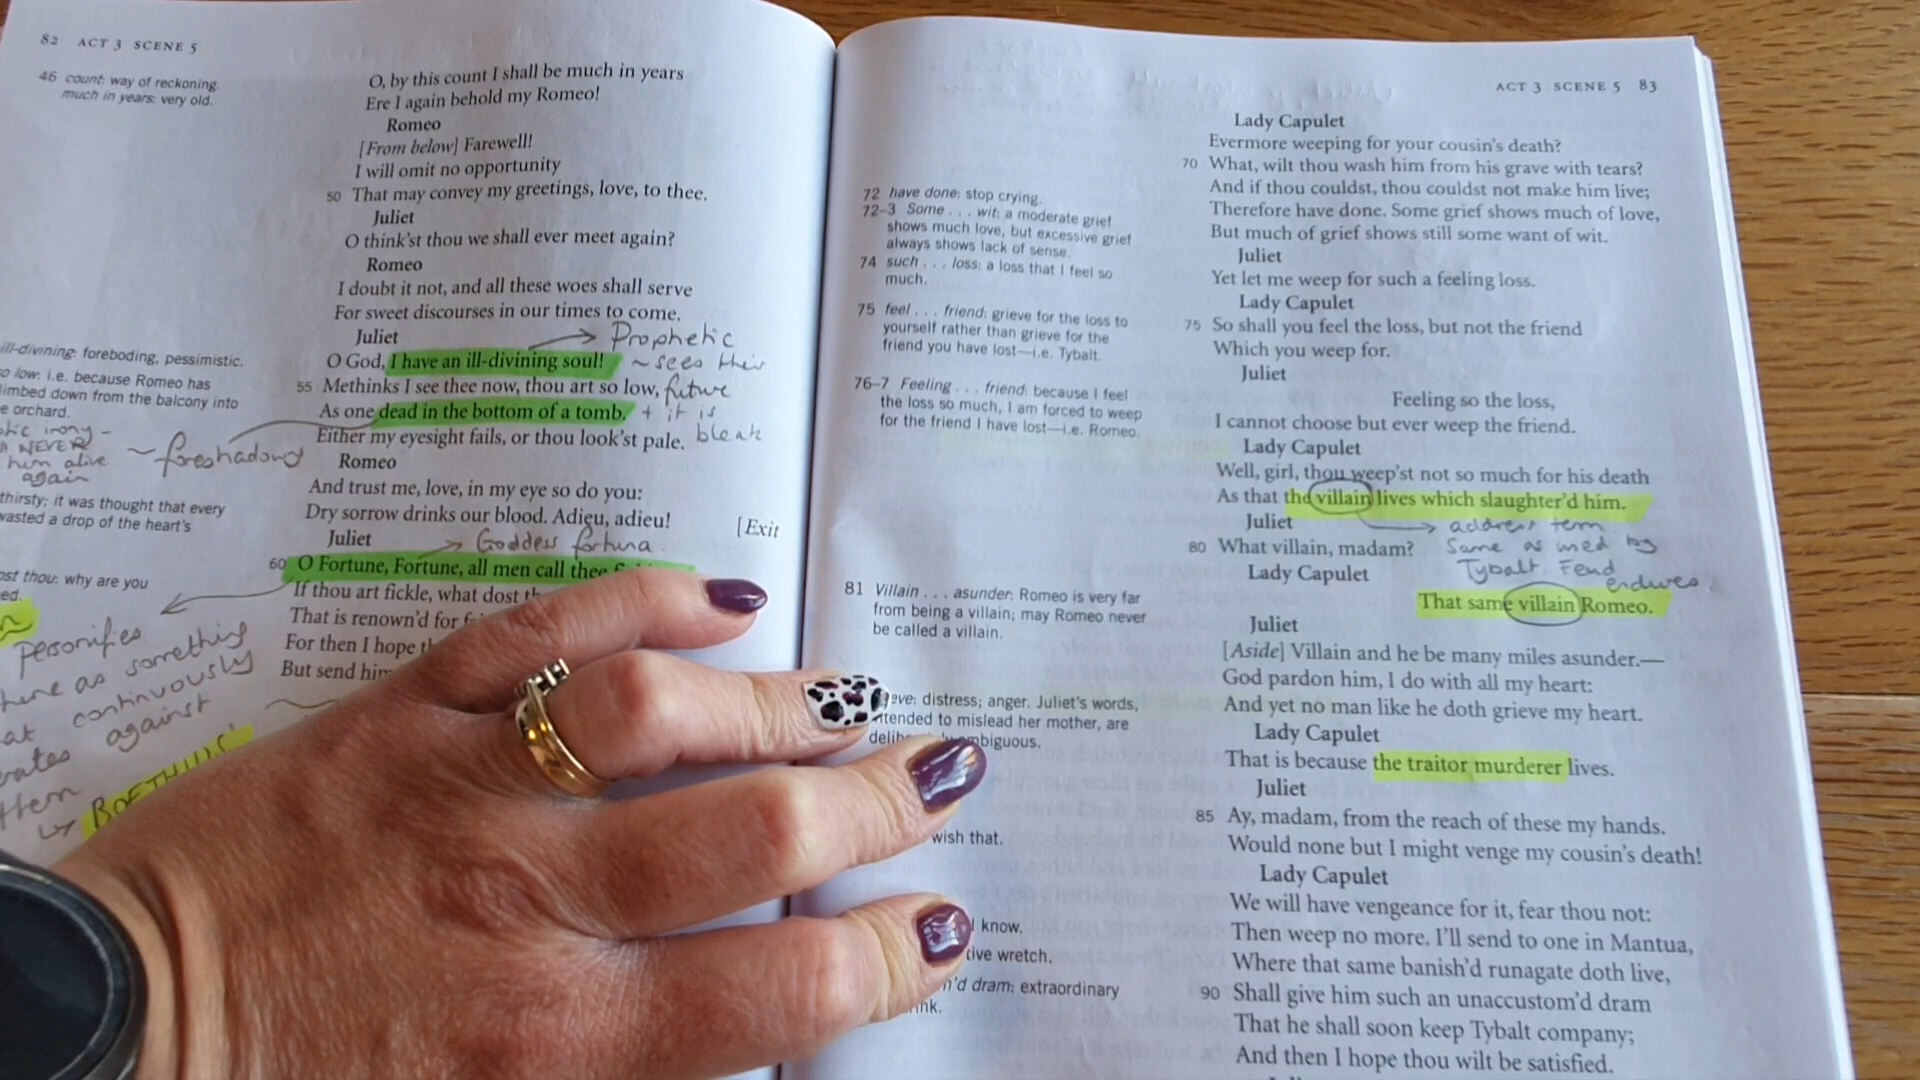 82 ACT 3 SCENE 5
46 count: way of reckoning.
much in years: very old.
O, by this count I shall be much in years
Ere I again behold my Romeo!
Romeo
[From below] Farewell!
I will omit no opportunity
50 That may convey my greetings, love, to thee.
Juliet
O think'st thou we shall ever meet again?
Romeo
I doubt it not, and all these woes shall serve
For sweet discourses in our times to come.
Juliet → Prophetic
ill-divining: foreboding, pessimistic.
O God, I have an ill-divining soul! ~ sees their
so low: i.e. because Romeo has
55 Methinks I see thee now, thou art so low, future
limbed down from the balcony into
e orchard.
As one dead in the bottom of a tomb. + it is
irony -
NEVER
him alive
again
~ foreshadows
Either my eyesight fails, or thou look'st pale. bleak
Romeo
And trust me, love, in my eye so do you:
thirsty; it was thought that every
wasted a drop of the heart's
Dry sorrow drinks our blood. Adieu, adieu! [Exit
Juliet → Goddess fortuna
60 O Fortune, Fortune, all men call thee
ost thou: why are you
ed.
If thou art fickle, what dost
That is renown'd for
For then I hope
But send him
personifies
as something
at continuously
against
them
↳ BOETHIUS
ACT 3 SCENE 5 83
Lady Capulet
Evermore weeping for your cousin's death?
70 What, wilt thou wash him from his grave with tears?
And if thou couldst, thou couldst not make him live;
Therefore have done. Some grief shows much of love,
But much of grief shows still some want of wit.
Juliet
Yet let me weep for such a feeling loss.
Lady Capulet
75 So shall you feel the loss, but not the friend
Which you weep for.
Juliet
Feeling so the loss,
I cannot choose but ever weep the friend.
Lady Capulet
Well, girl, thou weep'st not so much for his death
As that the villain lives which slaughter'd him.
Juliet → address term
80 What villain, madam? Same as used by
Lady Capulet Tybalt. Feud
endures.
That same villain Romeo.
Juliet
[Aside] Villain and he be many miles asunder.—
God pardon him, I do with all my heart:
And yet no man like he doth grieve my heart.
Lady Capulet
That is because the traitor murderer lives.
Juliet
85 Ay, madam, from the reach of these my hands.
Would none but I might venge my cousin's death!
Lady Capulet
We will have vengeance for it, fear thou not:
Then weep no more. I'll send to one in Mantua,
Where that same banish'd runagate doth live,
90 Shall give him such an unaccustom'd dram
That he shall soon keep Tybalt company;
And then I hope thou wilt be satisfied.
72 have done: stop crying.
72–3 Some . . . wit: a moderate grief
shows much love, but excessive grief
always shows lack of sense.
74 such . . . loss: a loss that I feel so
much.
75 feel . . . friend: grieve for the loss to
yourself rather than grieve for the
friend you have lost—i.e. Tybalt.
76–7 Feeling . . . friend: because I feel
the loss so much, I am forced to weep
for the friend I have lost—i.e. Romeo.
81 Villain . . . asunder: Romeo is very far
from being a villain; may Romeo never
be called a villain.
eve: distress; anger. Juliet's words,
ntended to mislead her mother, are
delib mbiguous.
wish that.
I know.
tive wretch.
n'd dram: extraordinary
ink.